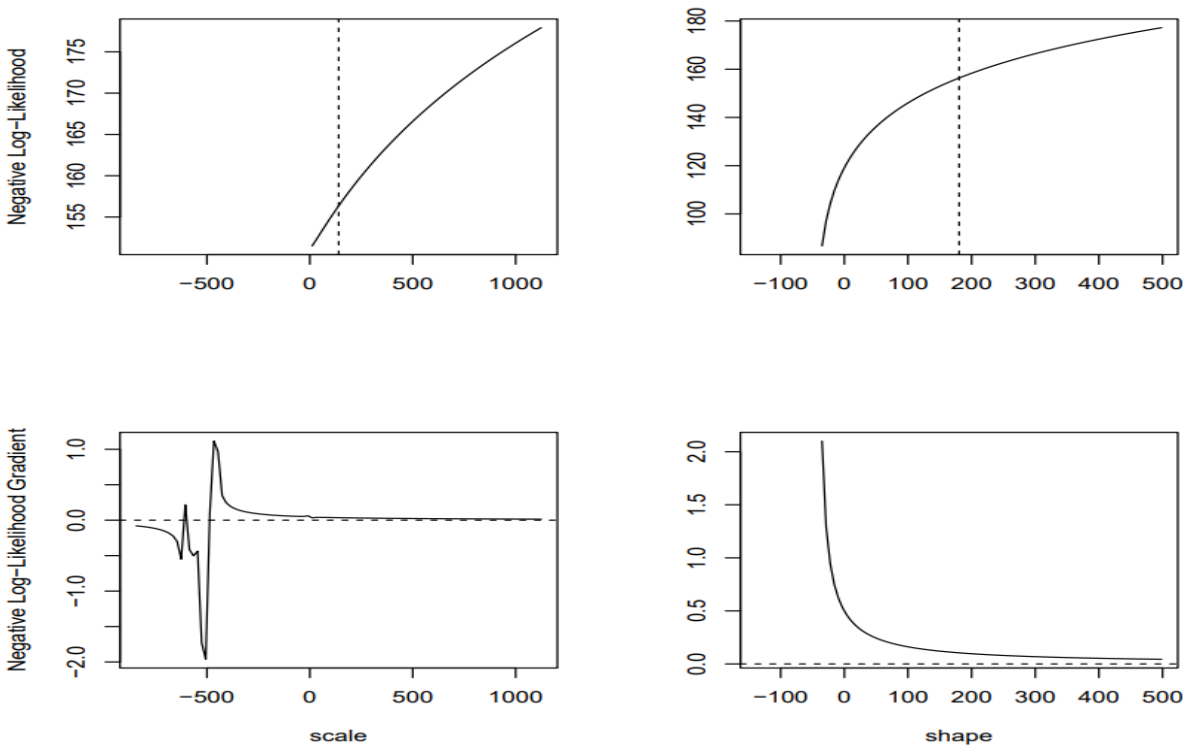 Negative Log-Likelihood
155 160 165 170 175
-500 0 500 1000
100 120 140 160 180
-100 0 100 200 300 400 500
Negative Log-Likelihood Gradient
-2.0 -1.0 0.0 1.0
-500 0 500 1000
scale
0.0 0.5 1.0 1.5 2.0
-100 0 100 200 300 400 500
shape